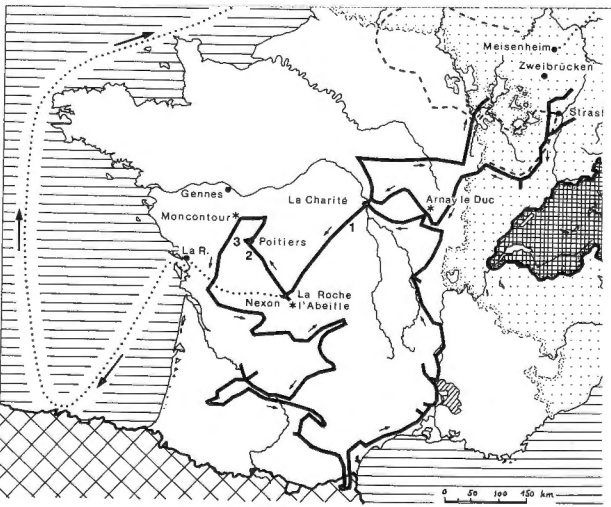 Meisenheim
Zweibrücken
Strasb
Gennes
La Charité
Arnay le Duc
Moncontour
1
3
Poitiers
2
La R.
La Roche
Nexon
l'Abeille
0 50 100 150 km